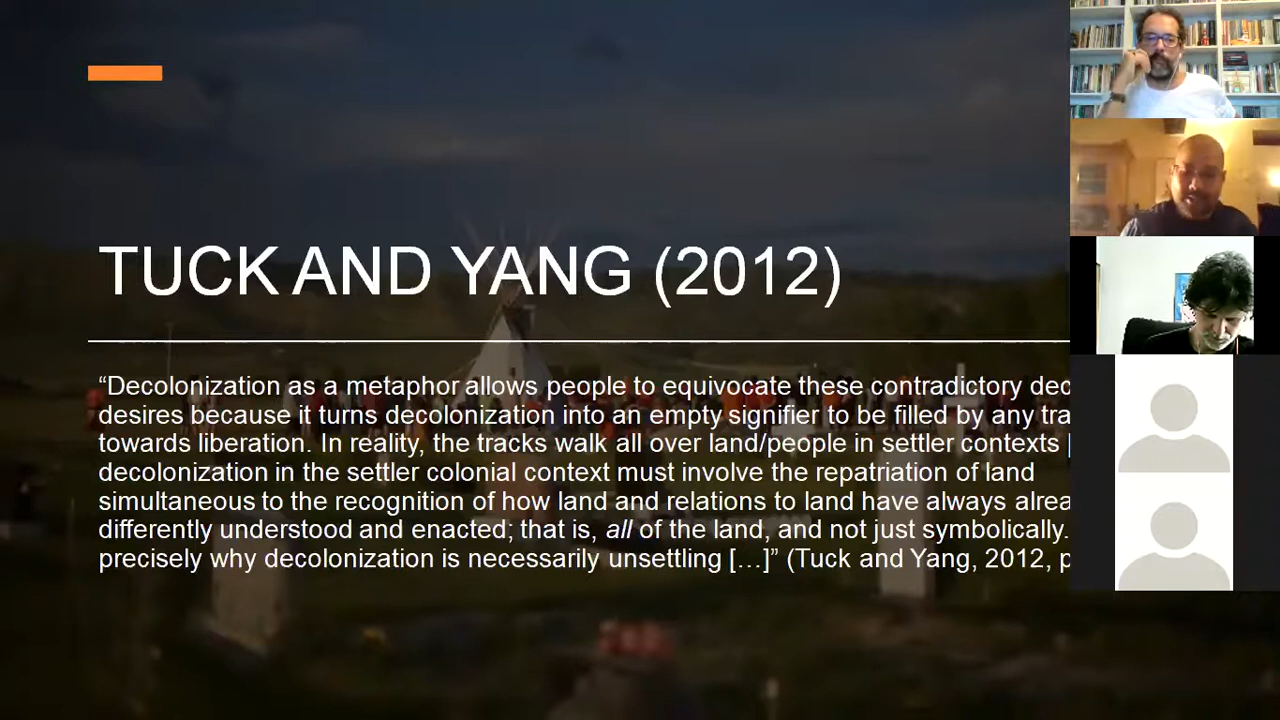 TUCK AND YANG (2012)
“Decolonization as a metaphor allows people to equivocate these contradictory
desires because it turns decolonization into an empty signifier to be filled by any
towards liberation. In reality, the tracks walk all over land/people in settler contexts
decolonization in the settler colonial context must involve the repatriation of land
simultaneous to the recognition of how land and relations to land have always
differently understood and enacted; that is, all of the land, and not just symbolically.
precisely why decolonization is necessarily unsettling […]” (Tuck and Yang, 2012,